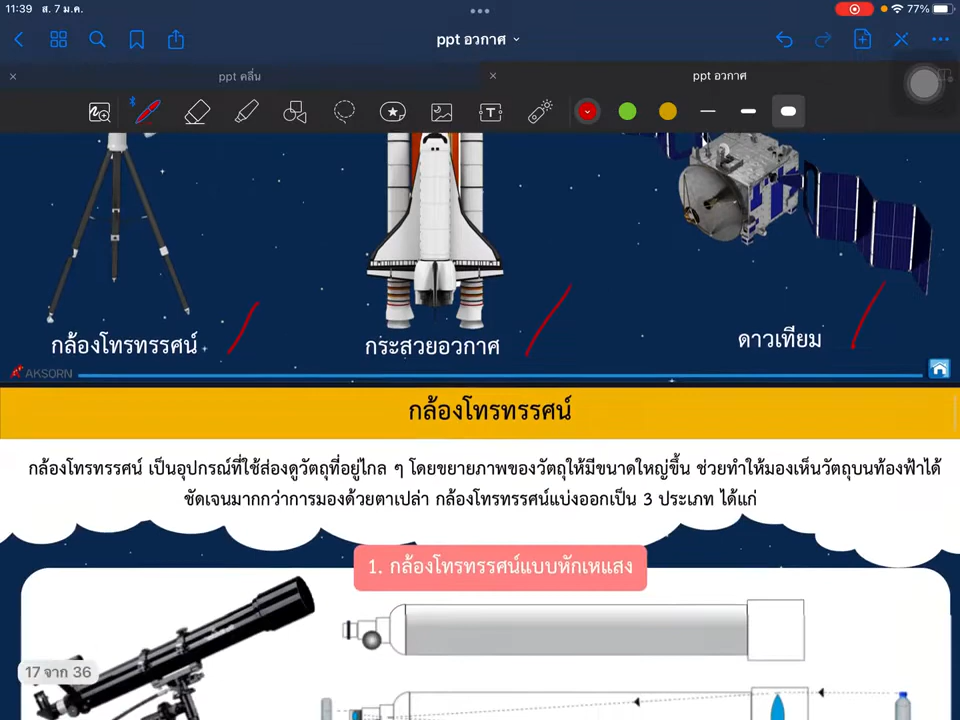 11:39 ส. 7 ม.ค.
77%
ppt อวกาศ
ppt คลื่น
ppt อวกาศ
กล้องโทรทรรศน์
กระสวยอวกาศ
ดาวเทียม
AKSORN
กล้องโทรทรรศน์
กล้องโทรทรรศน์ เป็นอุปกรณ์ที่ใช้ส่องดูวัตถุที่อยู่ไกล ๆ โดยขยายภาพของวัตถุให้มีขนาดใหญ่ขึ้น ช่วยทำให้มองเห็นวัตถุบนท้องฟ้าได้
ชัดเจนมากกว่าการมองด้วยตาเปล่า กล้องโทรทรรศน์แบ่งออกเป็น 3 ประเภท ได้แก่
1. กล้องโทรทรรศน์แบบหักเหแสง
17 จาก 36